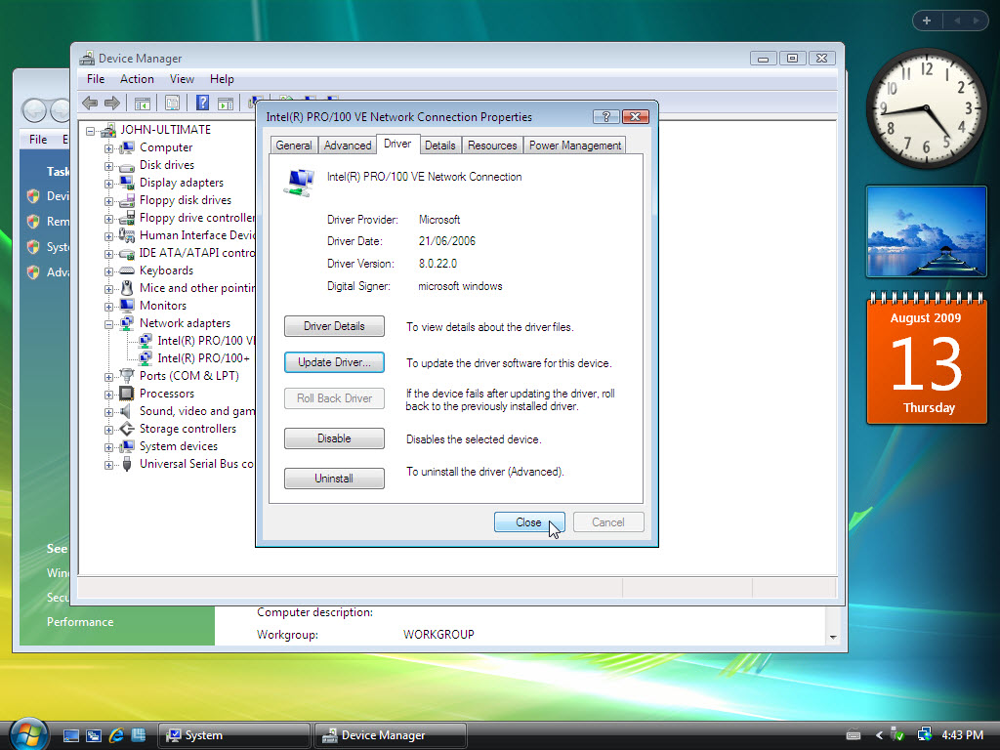 Device Manager
File Action View Help
File
JOHN-ULTIMATE
Computer
Disk drives
Display adapters
Floppy disk drives
Floppy drive controller
Human Interface Devic
IDE ATA/ATAPI contro
Keyboards
Mice and other pointin
Monitors
Network adapters
Intel(R) PRO/100 VE
Intel(R) PRO/100+
Ports (COM & LPT)
Processors
Sound, video and gam
Storage controllers
System devices
Universal Serial Bus co
Intel(R) PRO/100 VE Network Connection Properties
General Advanced Driver Details Resources Power Management
Intel(R) PRO/100 VE Network Connection
Driver Provider: Microsoft
Driver Date: 21/06/2006
Driver Version: 8.0.22.0
Digital Signer: microsoft windows
Driver Details To view details about the driver files.
Update Driver... To update the driver software for this device.
Roll Back Driver If the device fails after updating the driver, roll
back to the previously installed driver.
Disable Disables the selected device.
Uninstall To uninstall the driver (Advanced).
Close Cancel
Task
Devi
Rem
Syst
Adva
See
Wind
Secu
Performance
Computer description:
Workgroup: WORKGROUP
12
1
2
3
4
5
6
7
8
9
10
11
August 2009
13
Thursday
System Device Manager 4:43 PM